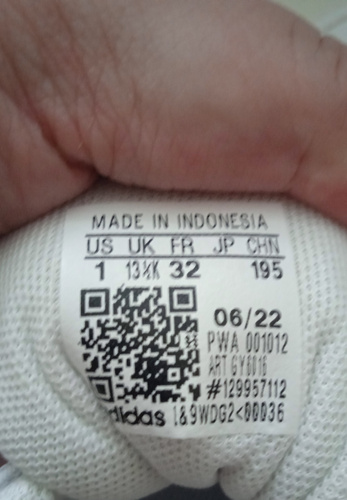 MADE IN INDONESIA
US UK FR JP CHN
1 13½K 32 195
06/22
PWA 001012
#129957112
adidas 1&9WDG2<00036